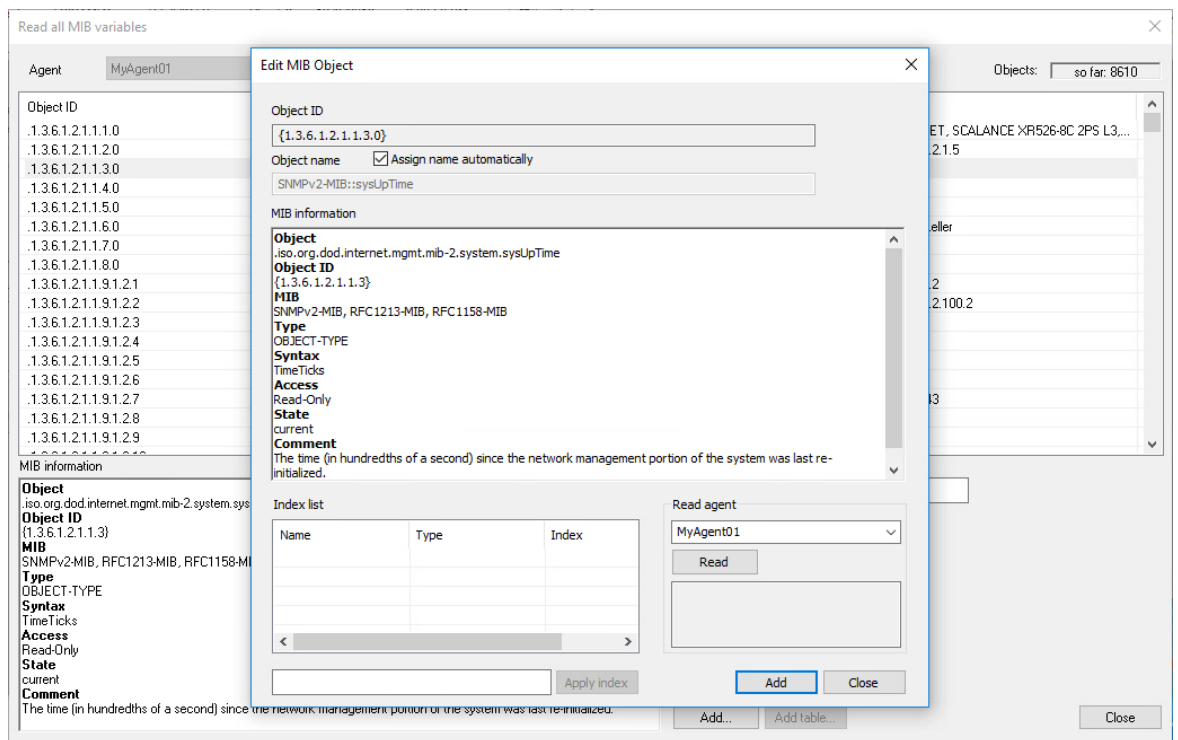 Read all MIB variables
Agent MyAgent01
Objects: so far: 8610
Object ID
.1.3.6.1.2.1.1.1.0 ET, SCALANCE XR526-8C 2PS L3,...
.1.3.6.1.2.1.1.2.0 .2.1.5
.1.3.6.1.2.1.1.3.0
.1.3.6.1.2.1.1.4.0
.1.3.6.1.2.1.1.5.0
.1.3.6.1.2.1.1.6.0 eller
.1.3.6.1.2.1.1.7.0
.1.3.6.1.2.1.1.8.0
.1.3.6.1.2.1.1.9.1.2.1 .2
.1.3.6.1.2.1.1.9.1.2.2 .2.100.2
.1.3.6.1.2.1.1.9.1.2.3
.1.3.6.1.2.1.1.9.1.2.4
.1.3.6.1.2.1.1.9.1.2.5
.1.3.6.1.2.1.1.9.1.2.6
.1.3.6.1.2.1.1.9.1.2.7
.1.3.6.1.2.1.1.9.1.2.8
.1.3.6.1.2.1.1.9.1.2.9
MIB information
Object
.iso.org.dod.internet.mgmt.mib-2.system.sys
Object ID
{1.3.6.1.2.1.1.3}
MIB
SNMPv2-MIB, RFC1213-MIB, RFC1158-MI
Type
OBJECT-TYPE
Syntax
TimeTicks
Access
Read-Only
State
current
Comment
The time (in hundredths of a second) since the network management portion of the system was last re-initialized.
Add...
Add table...
Close
Edit MIB Object
Object ID
{1.3.6.1.2.1.1.3.0}
Object name Assign name automatically
SNMPv2-MIB::sysUpTime
MIB information
Object
.iso.org.dod.internet.mgmt.mib-2.system.sysUpTime
Object ID
{1.3.6.1.2.1.1.3}
MIB
SNMPv2-MIB, RFC1213-MIB, RFC1158-MIB
Type
OBJECT-TYPE
Syntax
TimeTicks
Access
Read-Only
State
current
Comment
The time (in hundredths of a second) since the network management portion of the system was last re-
initialized.
Index list
Name Type Index
Apply index
Read agent
MyAgent01
Read
Add
Close